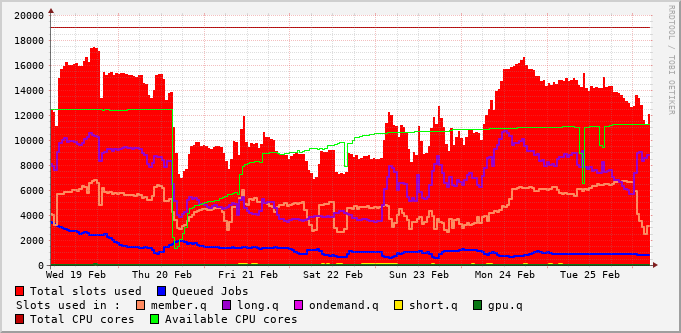 20000
18000
16000
14000
12000
10000
8000
6000
4000
2000
0
Wed 19 Feb Thu 20 Feb Fri 21 Feb Sat 22 Feb Sun 23 Feb Mon 24 Feb Tue 25 Feb
RRDTOOL / TOBI OETIKER
Total slots used Queued Jobs
Slots used in : member.q long.q ondemand.q short.q gpu.q
Total CPU cores Available CPU cores